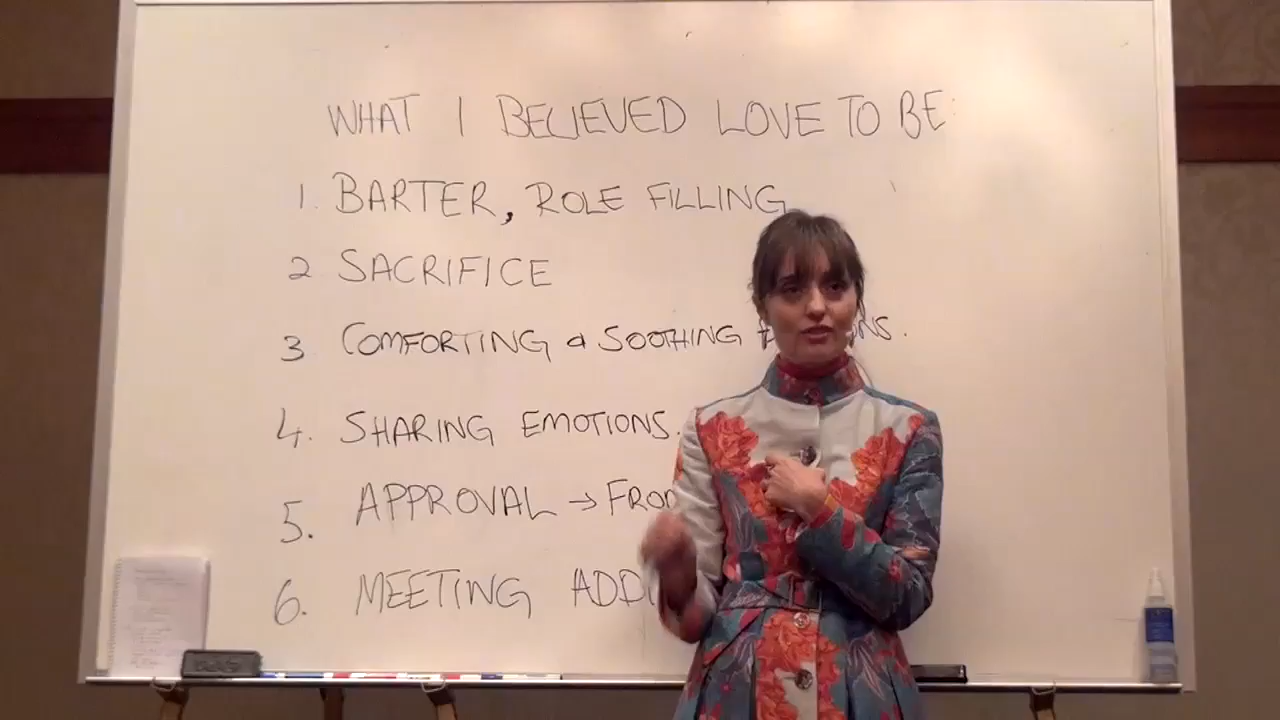 WHAT I BELIEVED LOVE TO BE:
1. BARTER, ROLE FILLING
2 SACRIFICE
3 COMFORTING & SOOTHING
4. SHARING EMOTIONS.
5. APPROVAL →
6. MEETING